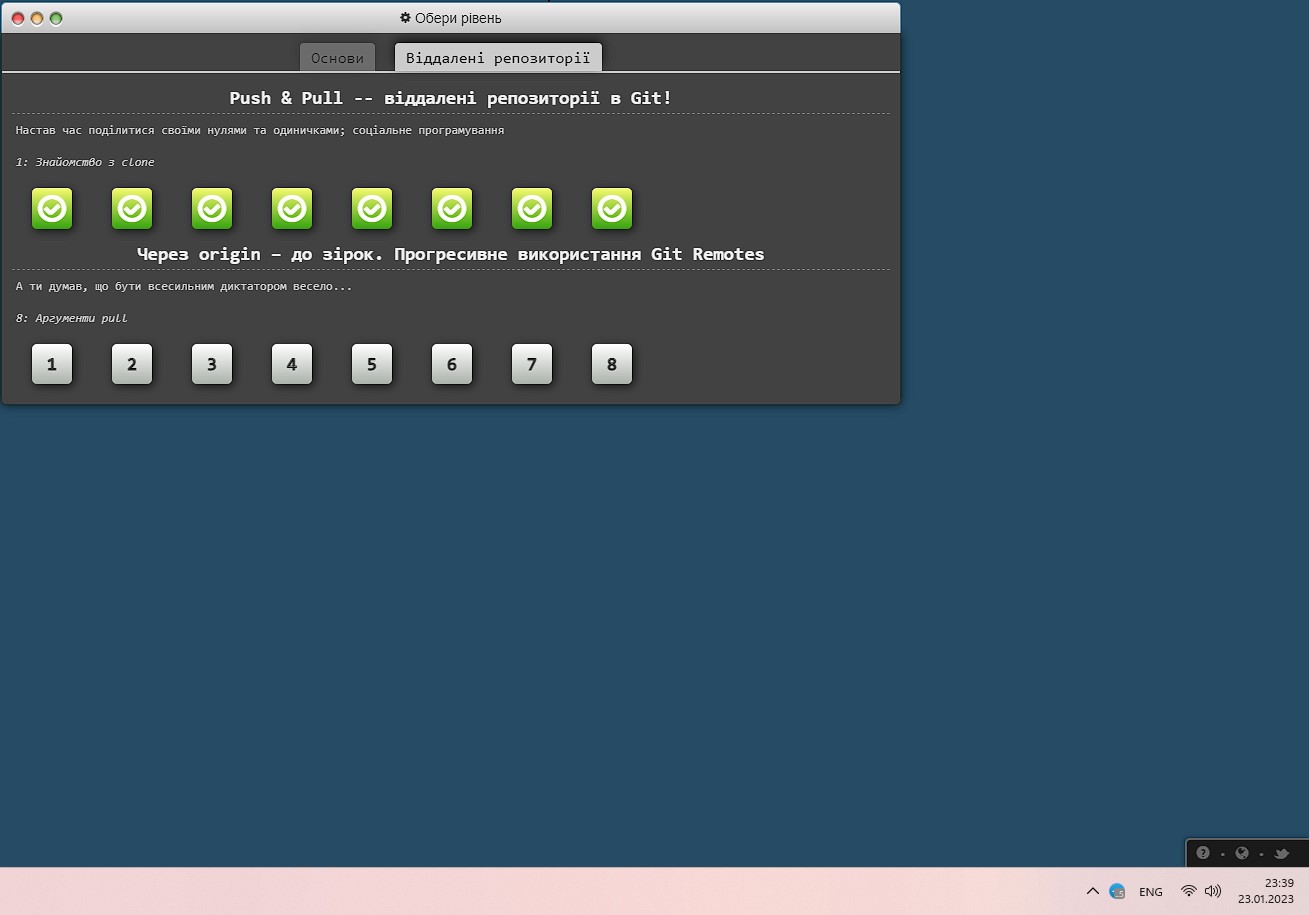 Обери рівень
Основи
Віддалені репозиторії
Push & Pull -- віддалені репозиторії в Git!
Настав час поділитися своїми нулями та одиничками; соціальне програмування
1: Знайомство з clone
Через origin – до зірок. Прогресивне використання Git Remotes
А ти думав, що бути всесильним диктатором весело...
8: Аргументи pull
1 2 3 4 5 6 7 8
ENG
23:39
23.01.2023